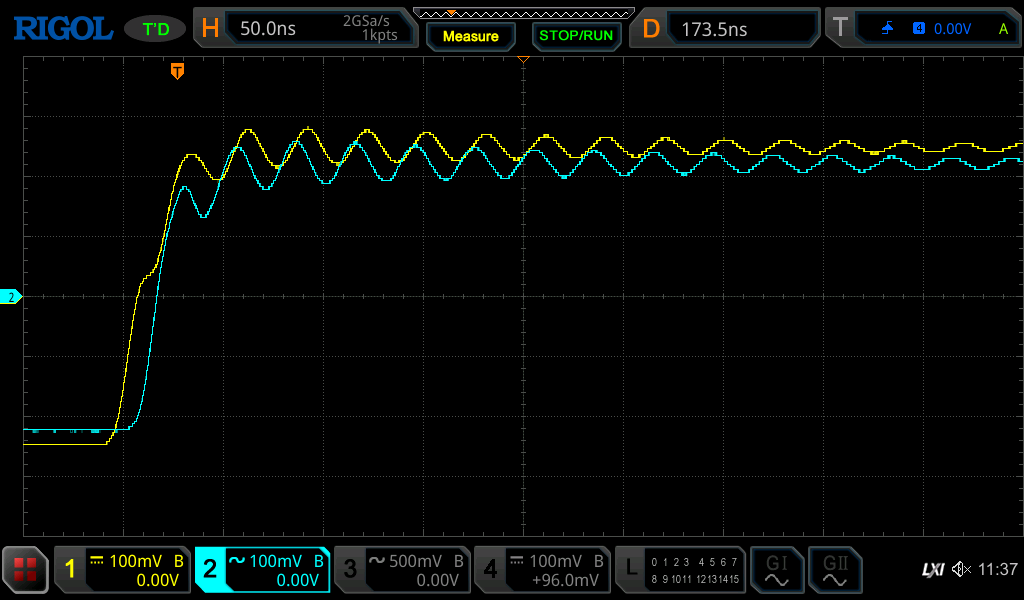 RIGOL T'D H 50.0ns 2GSa/s 1kpts Measure STOP/RUN D 173.5ns T 4 0.00V A
T
2
1 100mV B 0.00V
2 100mV B 0.00V
3 500mV B 0.00V
4 100mV B +96.0mV
L 0 1 2 3 4 5 6 7
8 9 10 11 12 13 14 15
GI
GII
LXI 11:37